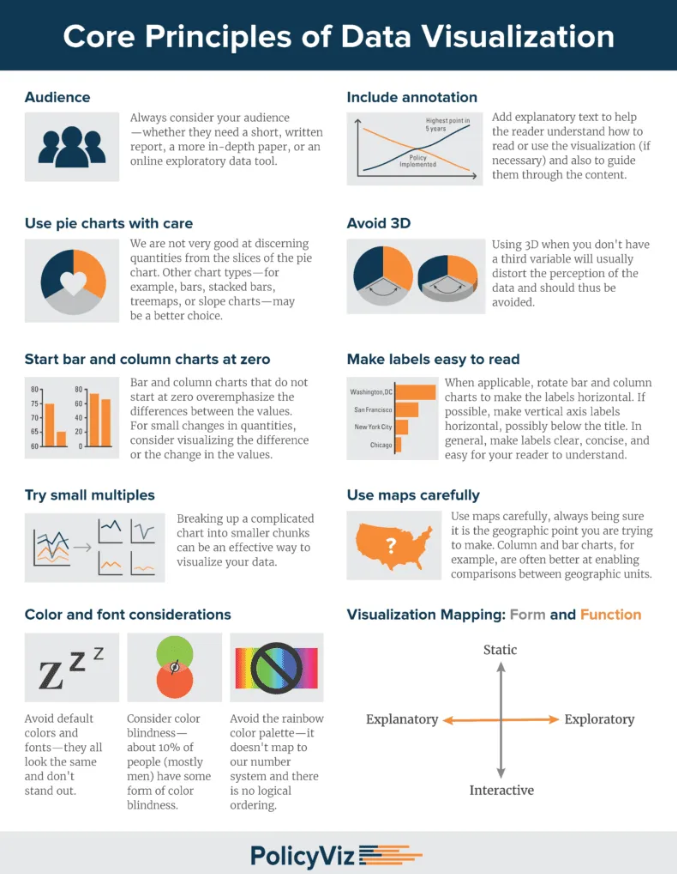 Core Principles of Data Visualization
Audience
Always consider your audience
—whether they need a short, written
report, a more in-depth paper, or an
online exploratory data tool.
Include annotation
Highest point in
5 years
Policy
Implemented
Add explanatory text to help
the reader understand how to
read or use the visualization (if
necessary) and also to guide
them through the content.
Use pie charts with care
We are not very good at discerning
quantities from the slices of the pie
chart. Other chart types—for
example, bars, stacked bars,
treemaps, or slope charts—may
be a better choice.
Avoid 3D
Using 3D when you don't have
a third variable will usually
distort the perception of the
data and should thus be
avoided.
Start bar and column charts at zero
80
75
70
65
60
80
60
40
20
0
Bar and column charts that do not
start at zero overemphasize the
differences between the values.
For small changes in quantities,
consider visualizing the difference
or the change in the values.
Make labels easy to read
Washington, DC
San Francisco
New York City
Chicago
When applicable, rotate bar and column
charts to make the labels horizontal. If
possible, make vertical axis labels
horizontal, possibly below the title. In
general, make labels clear, concise, and
easy for your reader to understand.
Try small multiples
Breaking up a complicated
chart into smaller chunks
can be an effective way to
visualize your data.
Use maps carefully
?
Use maps carefully, always being sure
it is the geographic point you are trying
to make. Column and bar charts, for
example, are often better at enabling
comparisons between geographic units.
Color and font considerations
Z Z Z
Avoid default
colors and
fonts—they all
look the same
and don't
stand out.
Consider color
blindness—
about 10% of
people (mostly
men) have some
form of color
blindness.
Avoid the rainbow
color palette—it
doesn't map to
our number
system and there
is no logical
ordering.
Visualization Mapping: Form and Function
Static
Explanatory
Exploratory
Interactive
PolicyViz